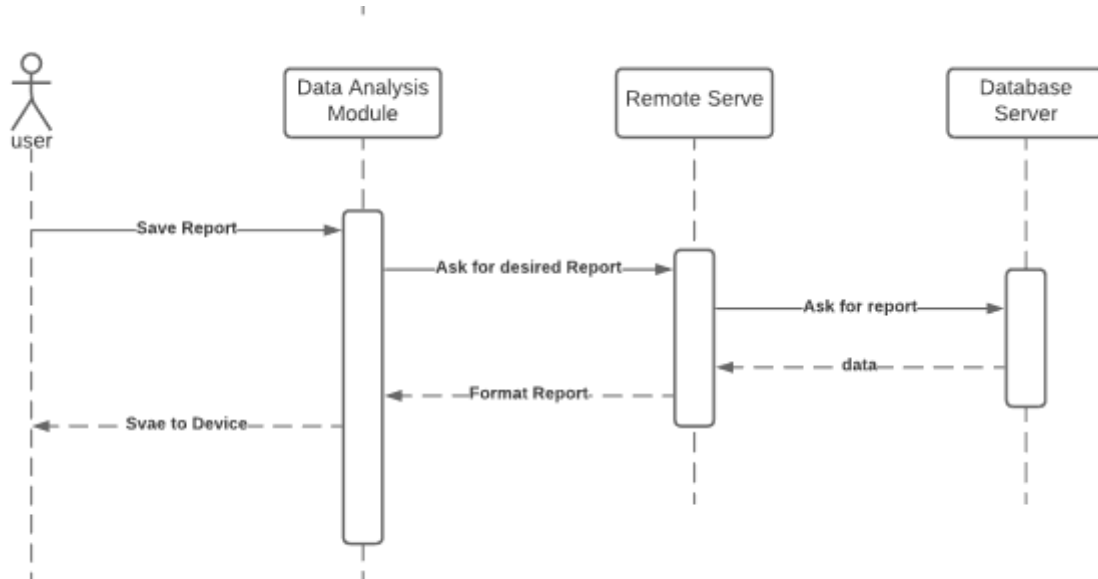 user
Data Analysis
Module
Remote Serve
Database
Server
Save Report
Ask for desired Report
Ask for report
data
Format Report
Svae to Device